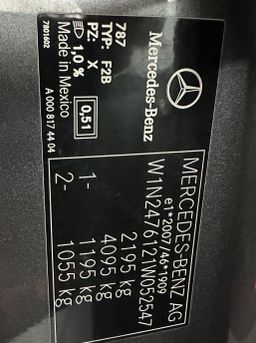 Mercedes-Benz
787
TYP: F2B
PZ: X
1,0 %
Made in Mexico
7801602
0,51
A 000 817 44 04
MERCEDES-BENZ AG
e1*2007/46*1909
W1N2476121W052547
2195 kg
4095 kg
1- 1195 kg
2- 1055 kg